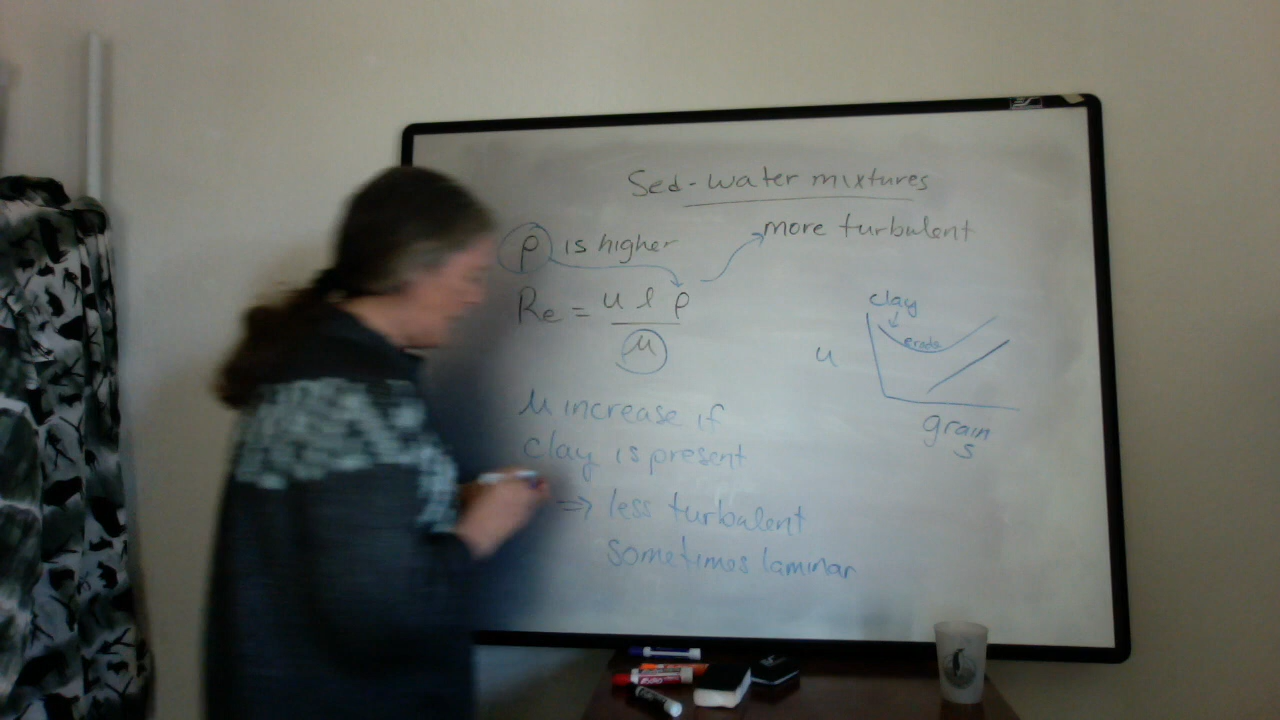 Sed-water mixtures
ρ is higher
more turbulent
Re = u l ρ
μ
μ increase if
clay is present
⇒ less turbulent
sometimes laminar
clay
erode
u
grain
s